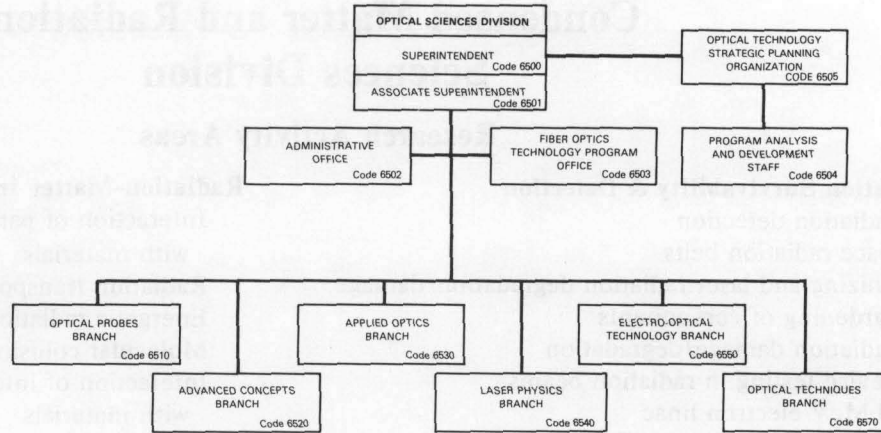 OPTICAL SCIENCES DIVISION
SUPERINTENDENT
Code 6500
ASSOCIATE SUPERINTENDENT
Code 6501
OPTICAL TECHNOLOGY
STRATEGIC PLANNING
ORGANIZATION
CODE 6505
ADMINISTRATIVE
OFFICE
Code 6502
FIBER OPTICS
TECHNOLOGY PROGRAM
OFFICE
Code 6503
PROGRAM ANALYSIS
AND DEVELOPMENT
STAFF
Code 6504
OPTICAL PROBES
BRANCH
Code 6510
APPLIED OPTICS
BRANCH
Code 6530
ELECTRO-OPTICAL
TECHNOLOGY BRANCH
Code 6550
ADVANCED CONCEPTS
BRANCH
Code 6520
LASER PHYSICS
BRANCH
Code 6540
OPTICAL TECHNIQUES
BRANCH
Code 6570